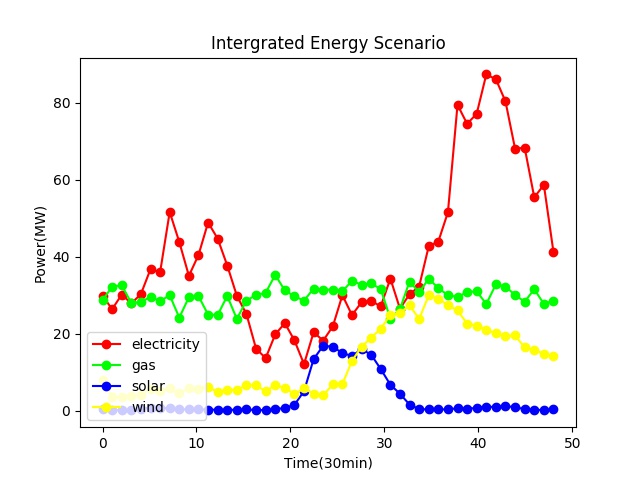 Intergrated Energy Scenario
Power(MW)
80
60
40
20
0
electricity
gas
solar
wind
0 10 20 30 40 50
Time(30min)